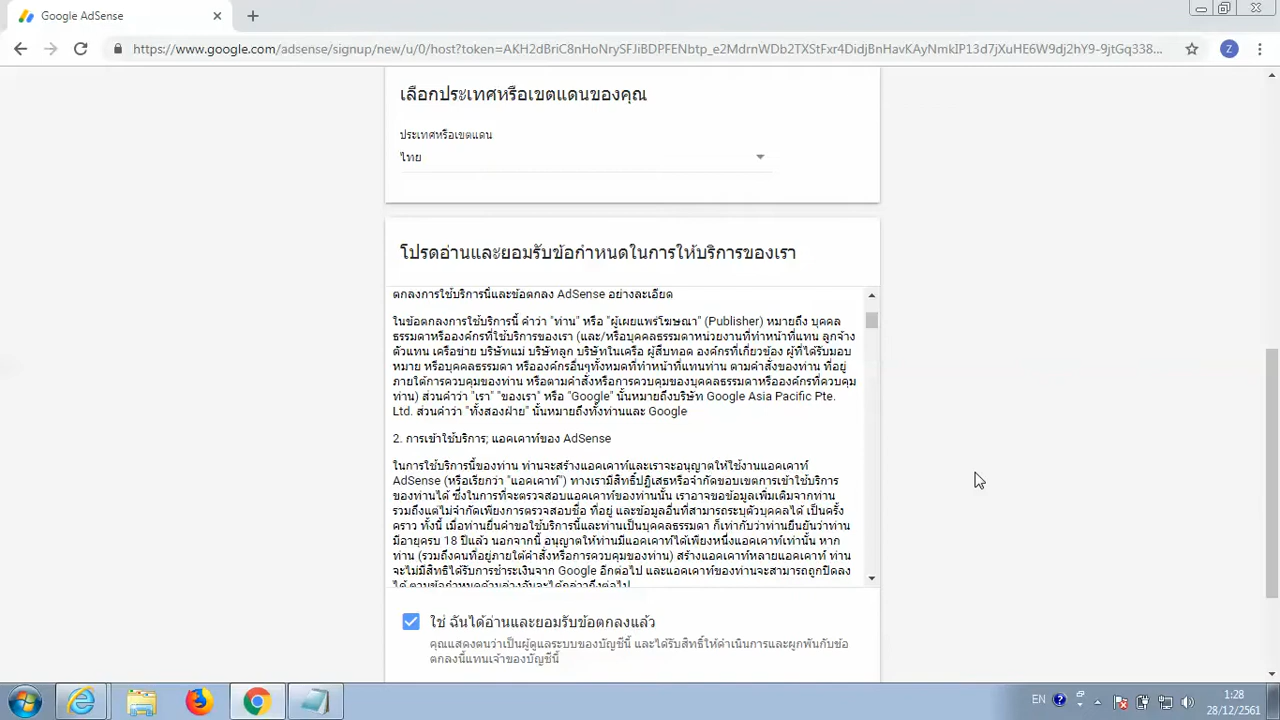 Google AdSense
https://www.google.com/adsense/signup/new/u/0/host?token=AKH2dBriC8nHoNrySFJiBDPFENbtp_e2MdrnWDb2TXStFxr4DidjBnHavKAyNmkIP13d7jXuHE6W9dj2hY9-9jtGq338...
Z
เลือกประเทศหรือเขตแดนของคุณ
ประเทศหรือเขตแดน
ไทย
โปรดอ่านและยอมรับข้อกำหนดในการให้บริการของเรา
ตกลงการใช้บริการนี้และข้อตกลง AdSense อย่างละเอียด
ในข้อตกลงการใช้บริการนี้ คำว่า "ท่าน" หรือ "ผู้เผยแพร่โฆษณา" (Publisher) หมายถึง บุคคล
ธรรมดาหรือองค์กรที่ใช้บริการของเรา (และ/หรือบุคคลธรรมดาหน่วยงานที่ทำหน้าที่แทน ลูกจ้าง
ตัวแทน เครือข่าย บริษัทแม่ บริษัทลูก บริษัทในเครือ ผู้สืบทอด องค์กรที่เกี่ยวข้อง ผู้ที่ได้รับมอบ
หมาย หรือบุคคลธรรมดา หรือองค์กรอื่นๆทั้งหมดที่ทำหน้าที่แทนท่าน ตามคำสั่งของท่าน ที่อยู่
ภายใต้การควบคุมของท่าน หรือตามคำสั่งหรือการควบคุมของบุคคลธรรมดาหรือองค์กรที่ควบคุม
ท่าน) ส่วนคำว่า "เรา" "ของเรา" หรือ "Google" นั้นหมายถึงบริษัท Google Asia Pacific Pte.
Ltd. ส่วนคำว่า "ทั้งสองฝ่าย" นั้นหมายถึงทั้งท่านและ Google
2. การเข้าใช้บริการ; แอคเคาท์ของ AdSense
ในการใช้บริการนี้ของท่าน ท่านจะสร้างแอคเคาท์และเราจะอนุญาตให้ใช้งานแอคเคาท์
AdSense (หรือเรียกว่า "แอคเคาท์") ทางเรามีสิทธิ์ปฏิเสธหรือจำกัดขอบเขตการเข้าใช้บริการ
ของท่านได้ ซึ่งในการที่จะตรวจสอบแอคเคาท์ของท่านนั้น เราอาจขอข้อมูลเพิ่มเติมจากท่าน
รวมถึงแต่ไม่จำกัดเพียงการตรวจสอบชื่อ ที่อยู่ และข้อมูลอื่นที่สามารถระบุตัวบุคคลได้ เป็นครั้ง
คราว ทั้งนี้ เมื่อท่านยื่นคำขอใช้บริการนี้และท่านเป็นบุคคลธรรมดา ก็เท่ากับว่าท่านยืนยันว่าท่าน
มีอายุครบ 18 ปีแล้ว นอกจากนี้ อนุญาตให้ท่านมีแอคเคาท์ได้เพียงหนึ่งแอคเคาท์เท่านั้น หาก
ท่าน (รวมถึงคนที่อยู่ภายใต้คำสั่งหรือการควบคุมของท่าน) สร้างแอคเคาท์หลายแอคเคาท์ ท่าน
จะไม่มีสิทธิได้รับการชำระเงินจาก Google อีกต่อไป และแอคเคาท์ของท่านจะสามารถถูกปิดลง
ได้ ตามข้อกำหนดด้านล่างอันจะได้กล่าวถึงต่อไป
ใช่ ฉันได้อ่านและยอมรับข้อตกลงแล้ว
คุณแสดงตนว่าเป็นผู้ดูแลระบบของบัญชีนี้ และได้รับสิทธิ์ให้ดำเนินการและผูกพันกับข้อ
ตกลงนี้แทนเจ้าของบัญชีนี้
EN
1:28
28/12/2561